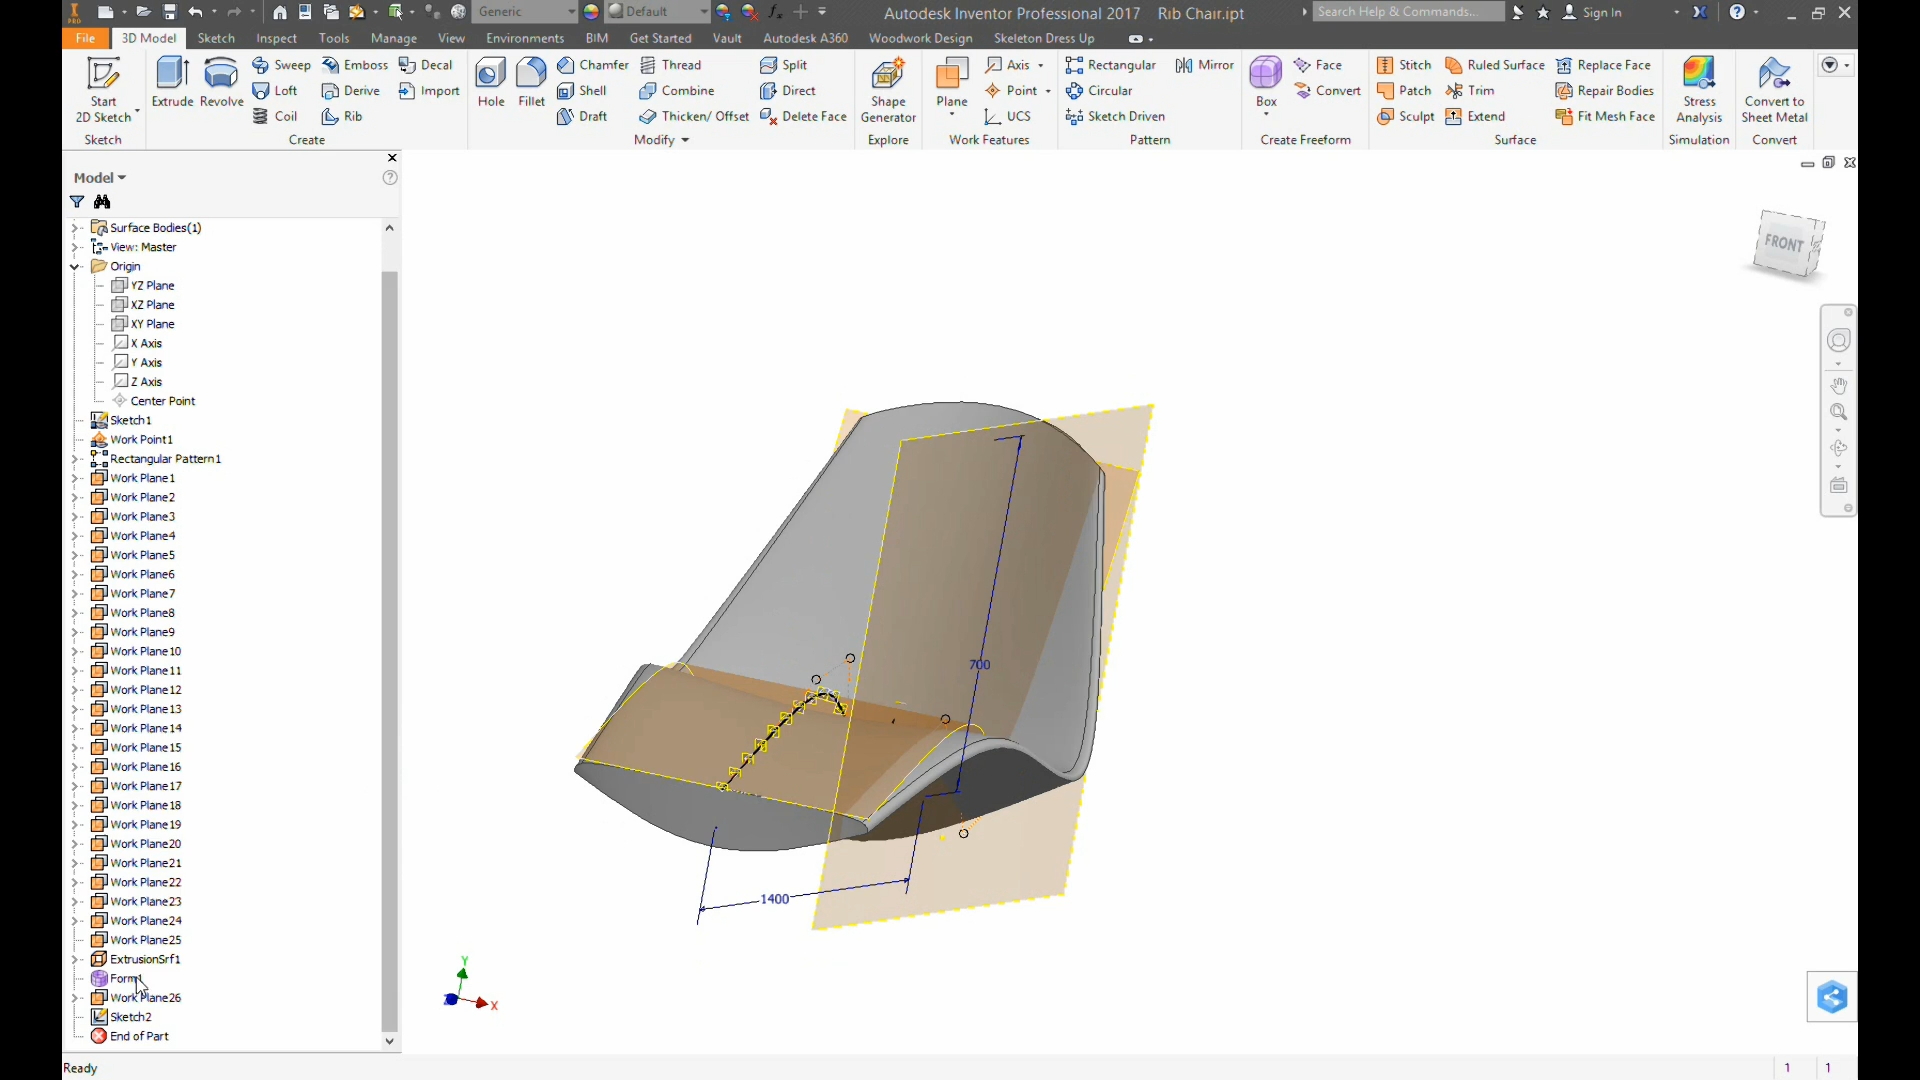 PRO
Generic
Default
fx
Autodesk Inventor Professional 2017 Rib Chair.ipt
Search Help & Commands...
Sign In
File
3D Model
Sketch
Inspect
Tools
Manage
View
Environments
BIM
Get Started
Vault
Autodesk A360
Woodwork Design
Skeleton Dress Up
Start
2D Sketch
Sketch
Extrude
Revolve
Sweep
Emboss
Decal
Loft
Derive
Import
Coil
Rib
Create
Hole
Fillet
Chamfer
Thread
Split
Shell
Combine
Direct
Draft
Thicken/ Offset
Delete Face
Modify
Shape
Generator
Explore
Plane
Axis
Point
UCS
Work Features
Rectangular
Mirror
Circular
Sketch Driven
Pattern
Box
Face
Convert
Create Freeform
Stitch
Ruled Surface
Replace Face
Patch
Trim
Repair Bodies
Sculpt
Extend
Fit Mesh Face
Surface
Stress
Analysis
Simulation
Convert to
Sheet Metal
Convert
Model
Surface Bodies(1)
View: Master
Origin
YZ Plane
XZ Plane
XY Plane
X Axis
Y Axis
Z Axis
Center Point
Sketch1
Work Point1
Rectangular Pattern1
Work Plane1
Work Plane2
Work Plane3
Work Plane4
Work Plane5
Work Plane6
Work Plane7
Work Plane8
Work Plane9
Work Plane10
Work Plane11
Work Plane12
Work Plane13
Work Plane14
Work Plane15
Work Plane16
Work Plane17
Work Plane18
Work Plane19
Work Plane20
Work Plane21
Work Plane22
Work Plane23
Work Plane24
Work Plane25
ExtrusionSrf1
Form1
Work Plane26
Sketch2
End of Part
FRONT
700
1400
Y
X
Ready
1 1